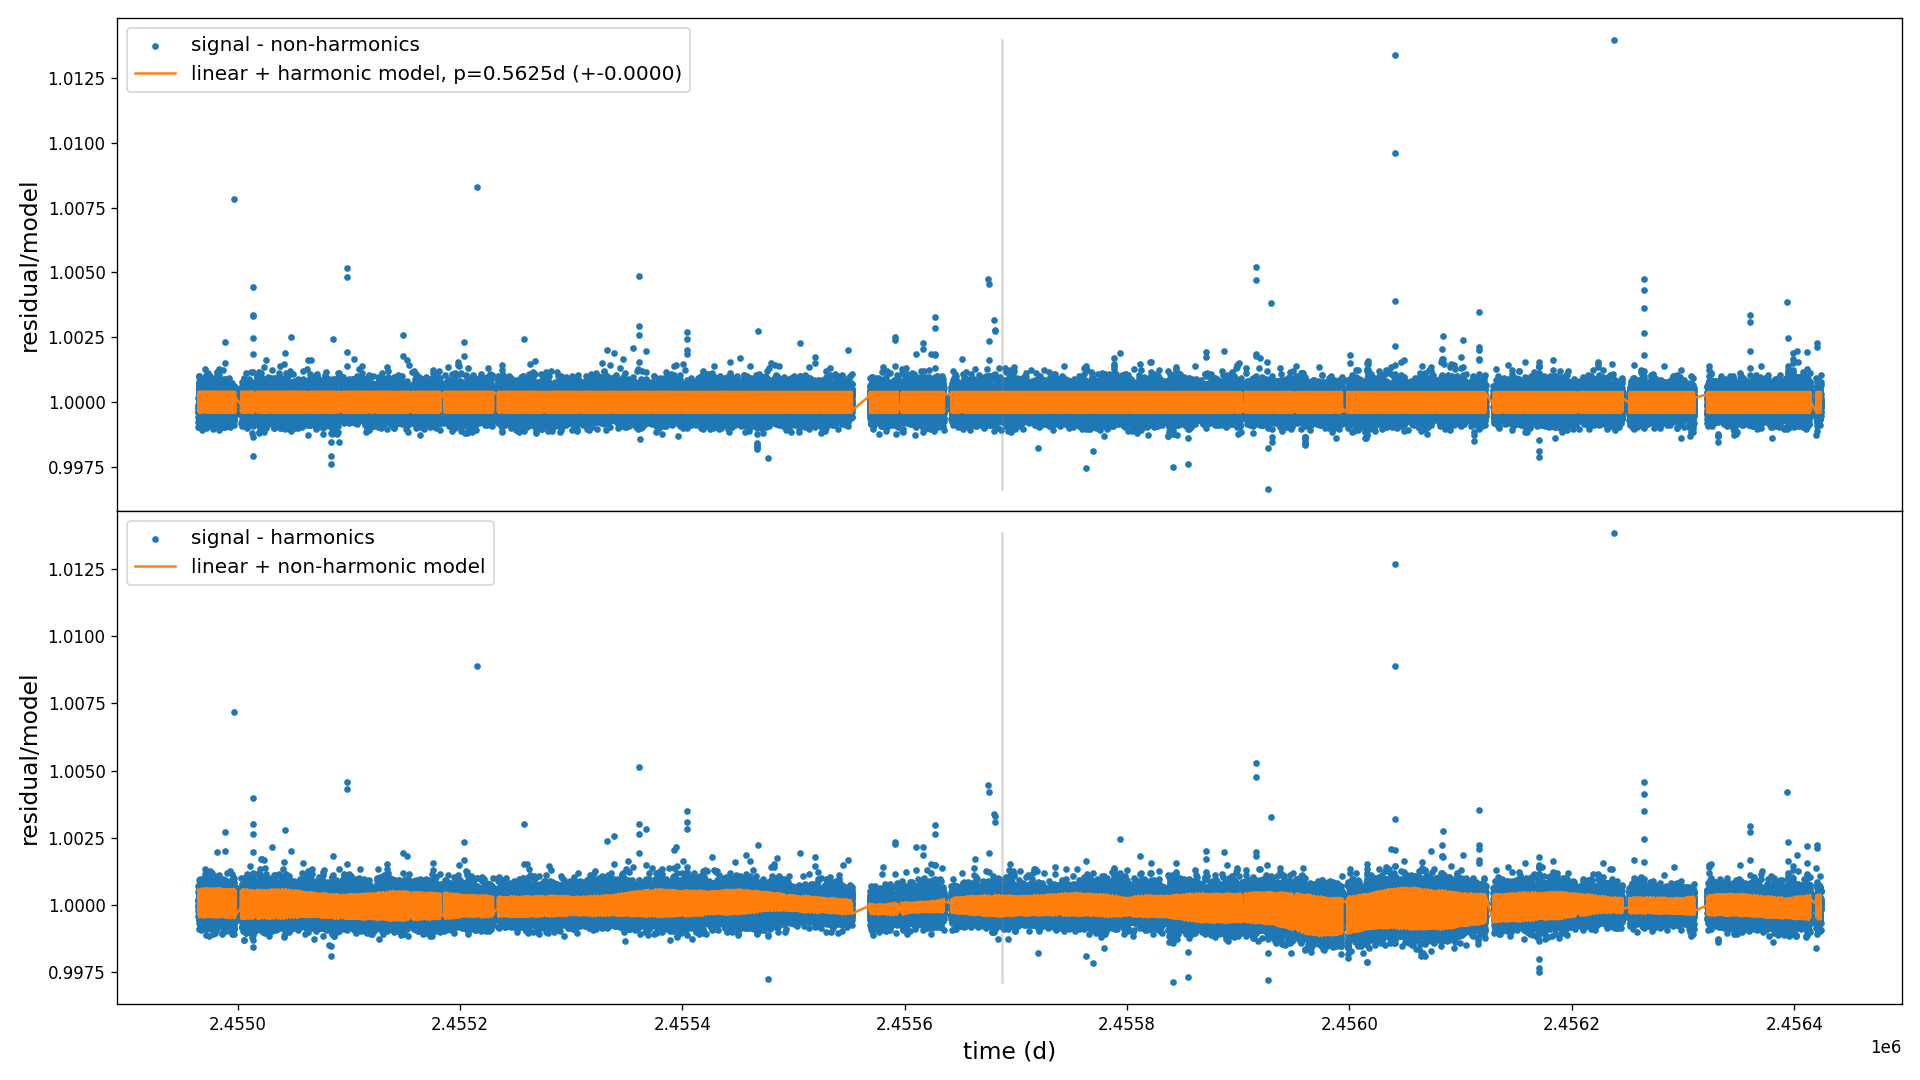 signal - non-harmonics
linear + harmonic model, p=0.5625d (+-0.0000)
1.0125
1.0100
1.0075
1.0050
1.0025
1.0000
0.9975
residual/model
signal - harmonics
linear + non-harmonic model
1.0125
1.0100
1.0075
1.0050
1.0025
1.0000
0.9975
residual/model
2.4550 2.4552 2.4554 2.4556 2.4558 2.4560 2.4562 2.4564
1e6
time (d)